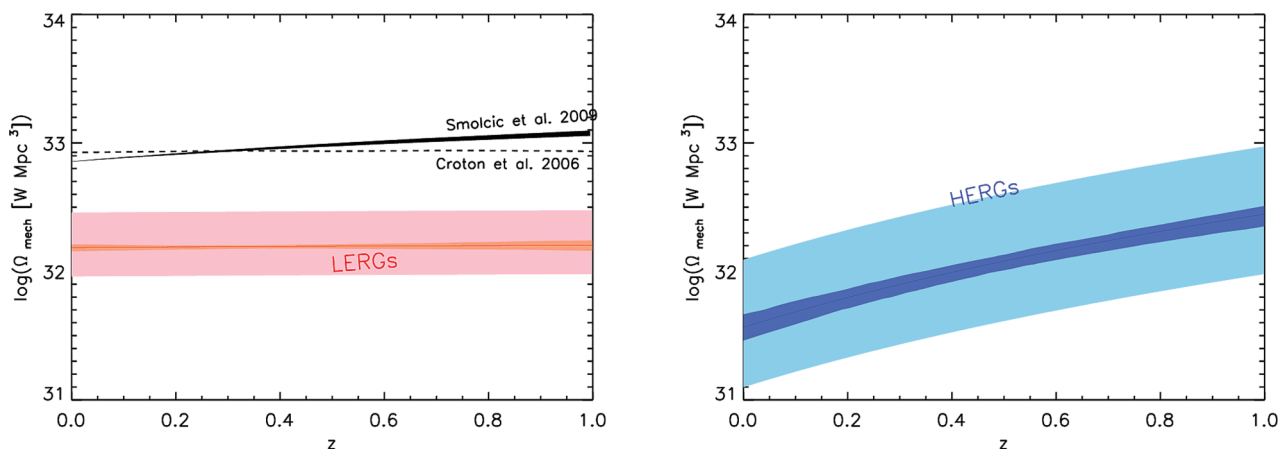 34
33
32
31
log(Ω mech [W Mpc 3])
Smolcic et al. 2009
Croton et al. 2006
LERGs
0.0 0.2 0.4 0.6 0.8 1.0
z
34
33
32
31
log(Ω mech [W Mpc 3])
HERGs
0.0 0.2 0.4 0.6 0.8 1.0
z